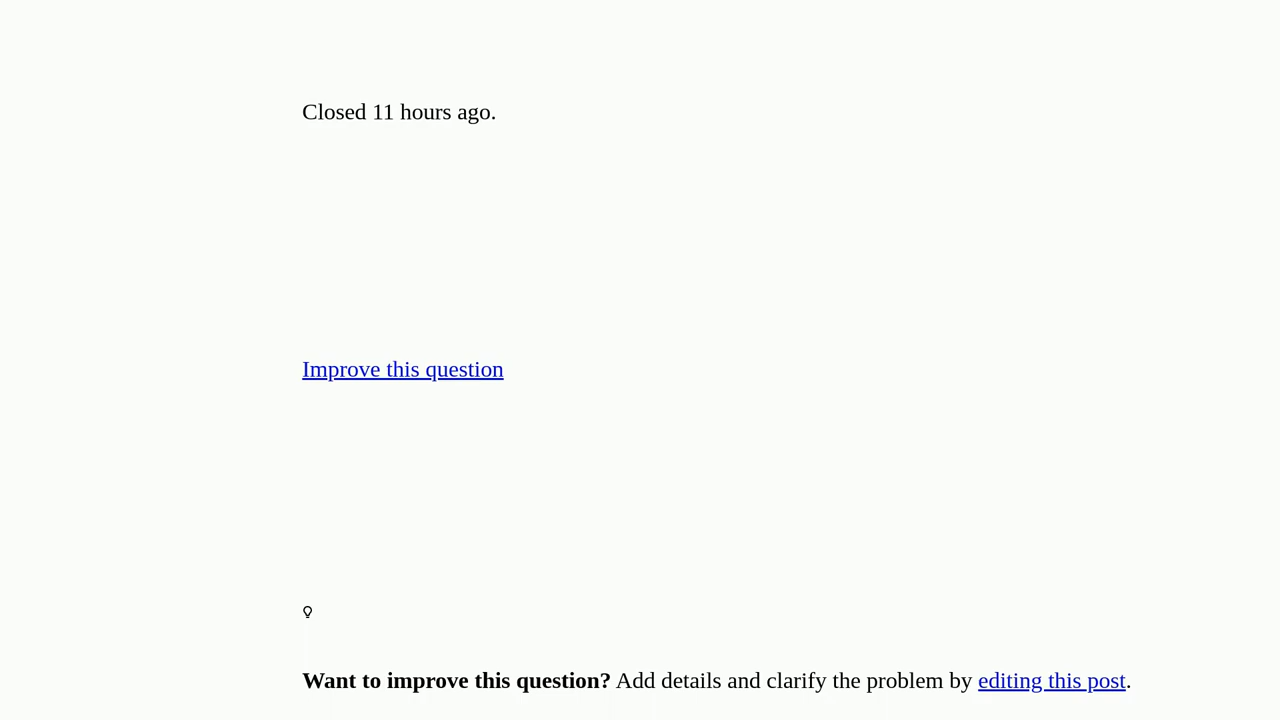 Closed 11 hours ago.
Improve this question
Want to improve this question? Add details and clarify the problem by editing this post.